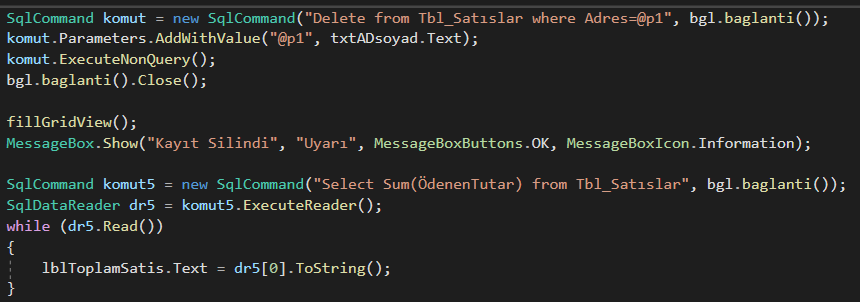 SqlCommand komut = new SqlCommand("Delete from Tbl_Satıslar where Adres=@p1", bgl.baglanti());
komut.Parameters.AddWithValue("@p1", txtADsoyad.Text);
komut.ExecuteNonQuery();
bgl.baglanti().Close();
fillGridView();
MessageBox.Show("Kayıt Silindi", "Uyarı", MessageBoxButtons.OK, MessageBoxIcon.Information);
SqlCommand komut5 = new SqlCommand("Select Sum(ÖdenenTutar) from Tbl_Satıslar", bgl.baglanti());
SqlDataReader dr5 = komut5.ExecuteReader();
while (dr5.Read())
{
lblToplamSatis.Text = dr5[0].ToString();
}